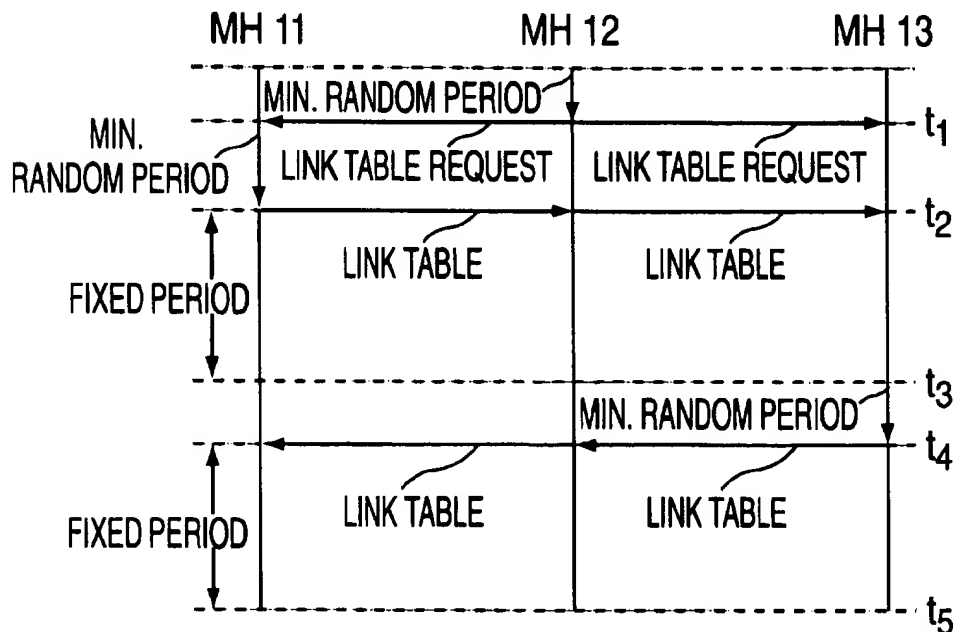 MH 11 MH 12 MH 13
MIN. RANDOM PERIOD
t1
MIN.
RANDOM PERIOD
LINK TABLE REQUEST LINK TABLE REQUEST
t2
LINK TABLE LINK TABLE
FIXED PERIOD
t3
MIN. RANDOM PERIOD
t4
LINK TABLE LINK TABLE
FIXED PERIOD
t5